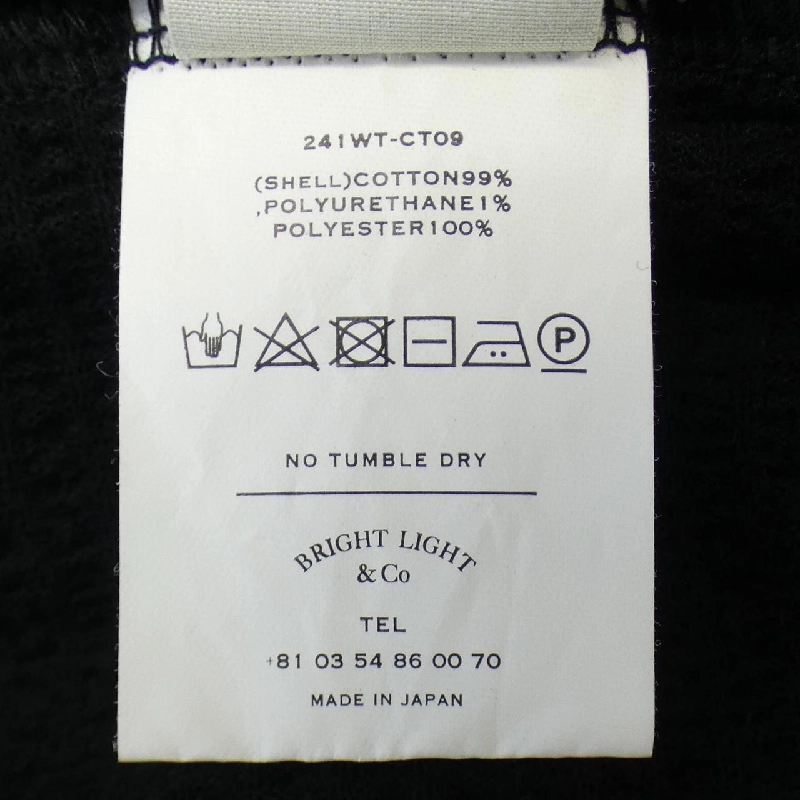 241WT-CT09
(SHELL)COTTON99%
,POLYURETHANE1%
POLYESTER100%
P
NO TUMBLE DRY
BRIGHT LIGHT
& Co
TEL
+81 03 54 86 00 70
MADE IN JAPAN